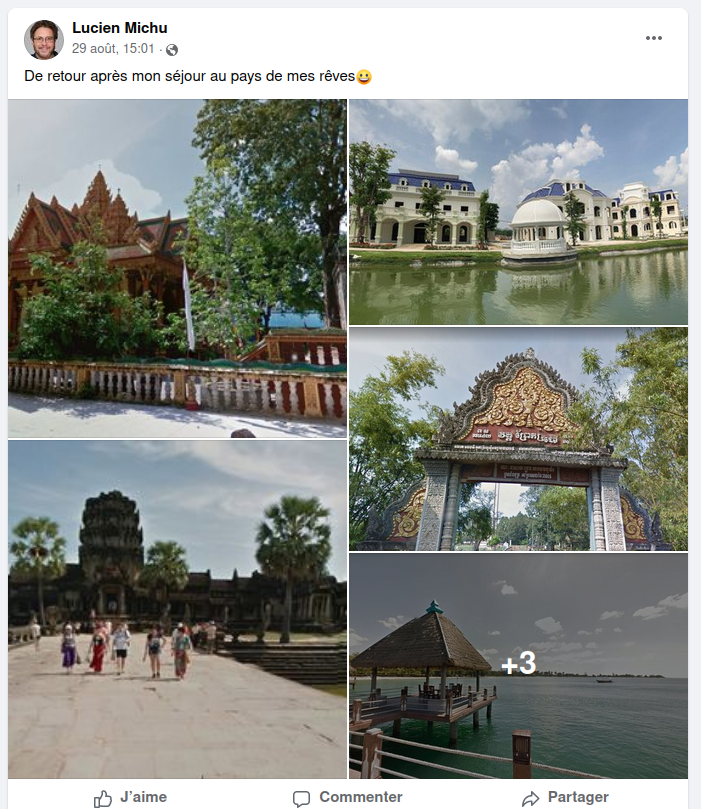 Lucien Michu
29 août, 15:01 ·
De retour après mon séjour au pays de mes rêves😀
+3
J'aime
Commenter
Partager